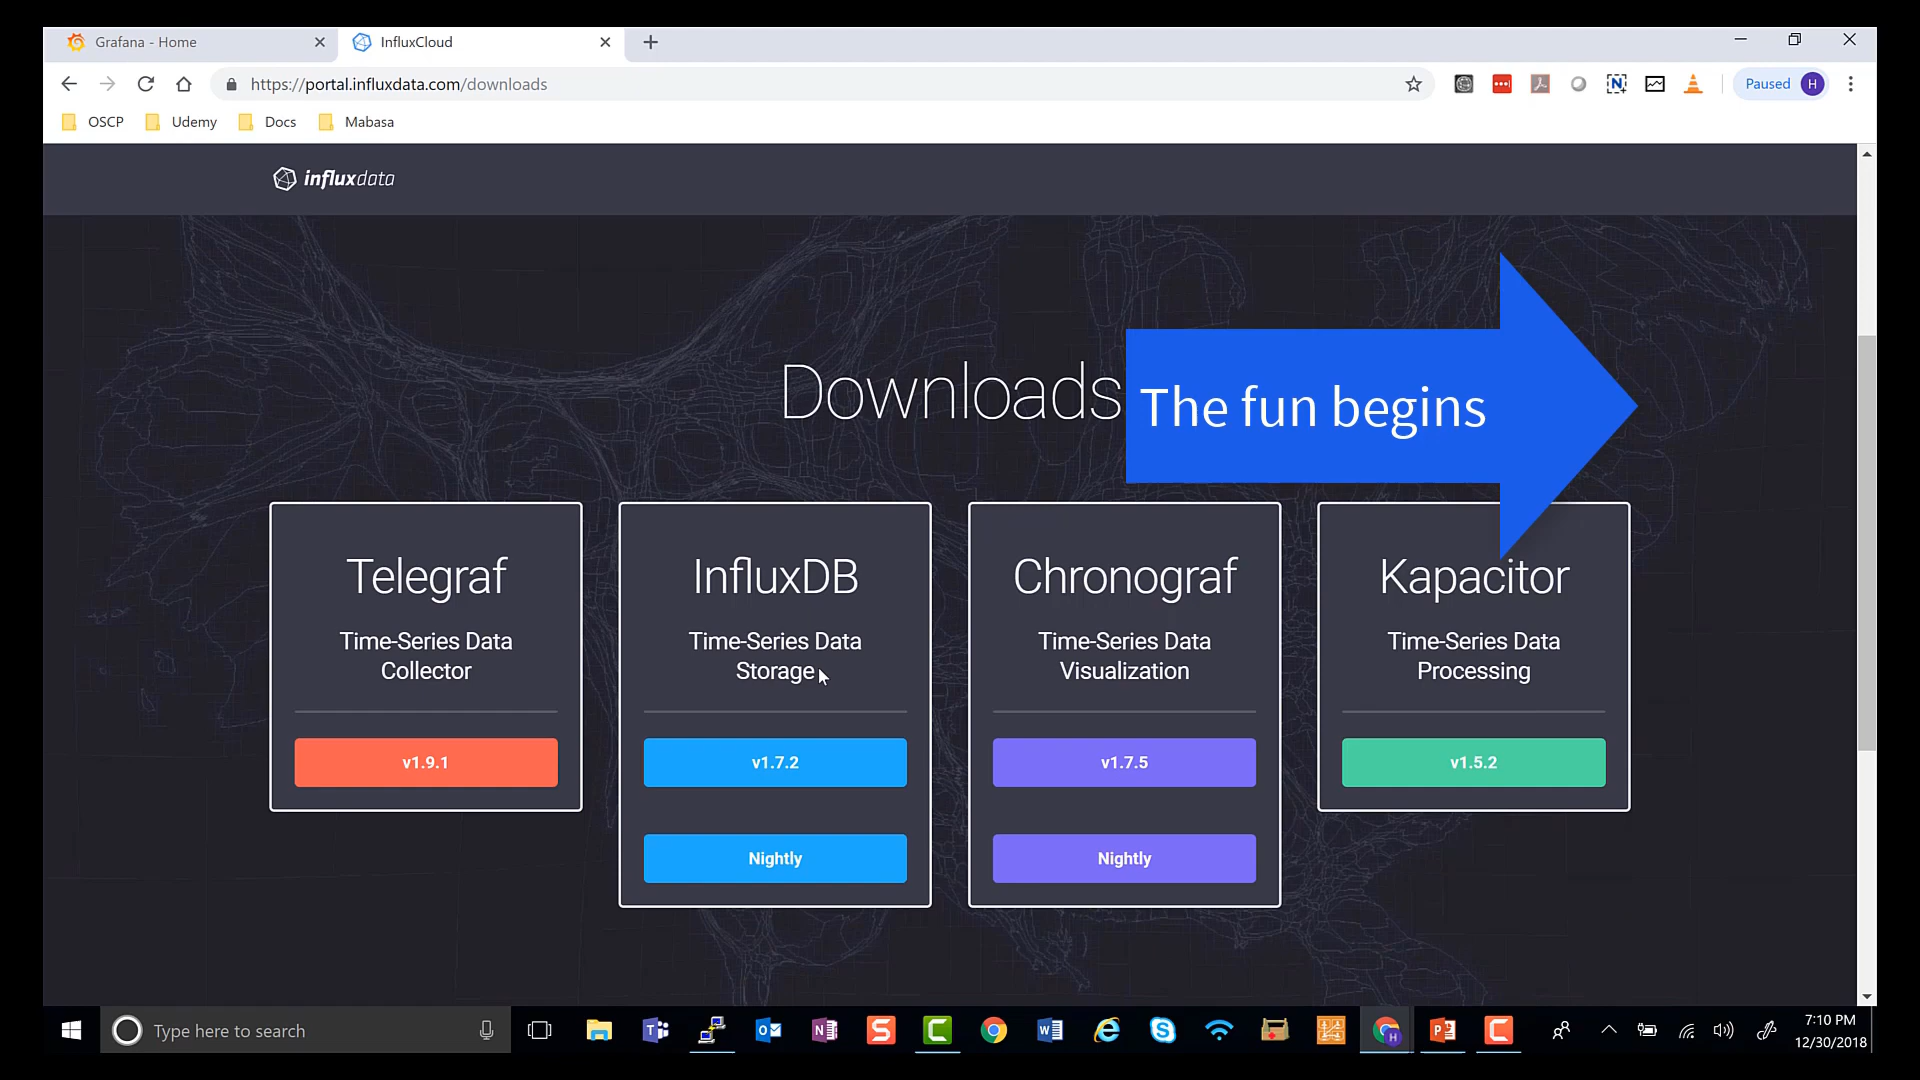 Grafana - Home
InfluxCloud
https://portal.influxdata.com/downloads
Paused
H
OSCP
Udemy
Docs
Mabasa
influxdata
Downloads
The fun begins
Telegraf
Time-Series Data
Collector
v1.9.1
InfluxDB
Time-Series Data
Storage
v1.7.2
Nightly
Chronograf
Time-Series Data
Visualization
v1.7.5
Nightly
Kapacitor
Time-Series Data
Processing
v1.5.2
Type here to search
7:10 PM
12/30/2018